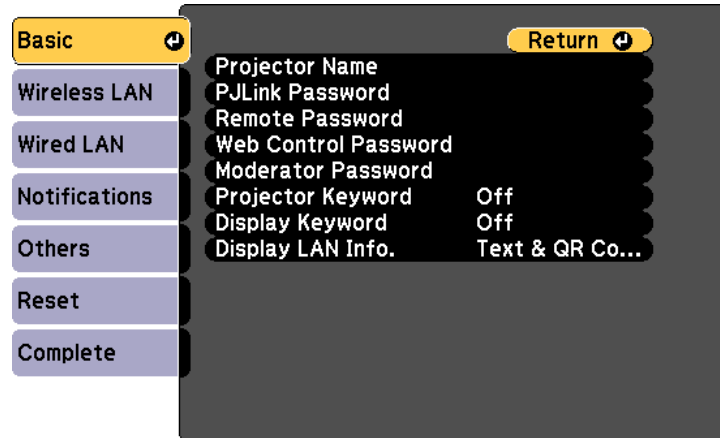 Basic
Wireless LAN
Wired LAN
Notifications
Others
Reset
Complete
Return
Projector Name
PJLink Password
Remote Password
Web Control Password
Moderator Password
Projector Keyword Off
Display Keyword Off
Display LAN Info. Text & QR Co...